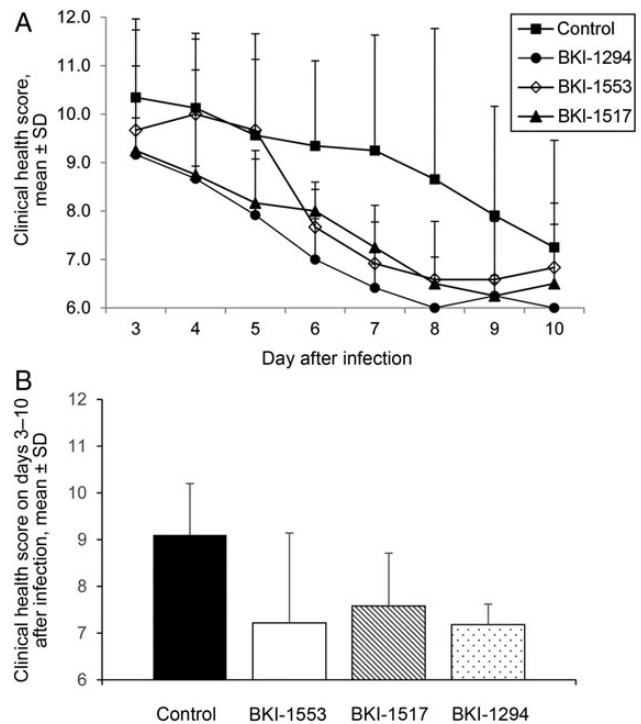 A
Clinical health score,
mean ± SD
12.0
11.0
10.0
9.0
8.0
7.0
6.0
3 4 5 6 7 8 9 10
Day after infection
Control
BKI-1294
BKI-1553
BKI-1517
B
Clinical health score on days 3–10
after infection, mean ± SD
12
11
10
9
8
7
6
Control BKI-1553 BKI-1517 BKI-1294